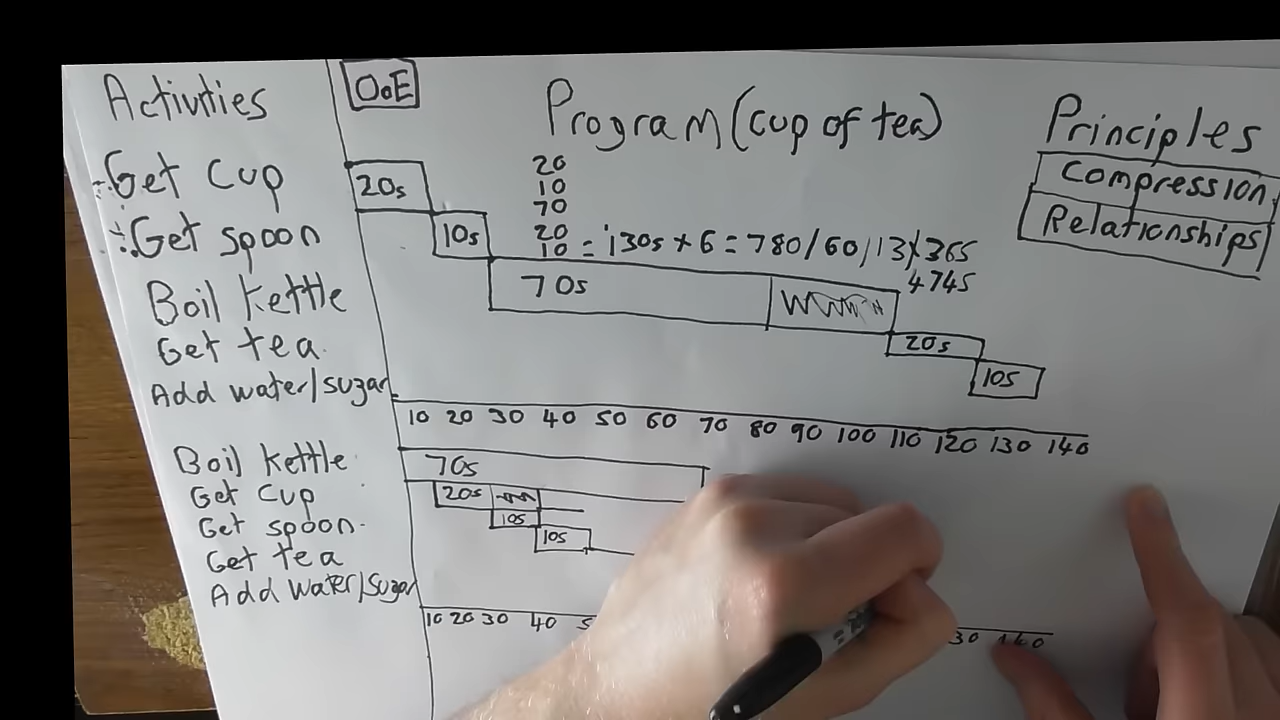 Activities
OoE
Program (cup of tea)
Principles
Compression
Relationships
Get Cup
20s
20
10
70
20
Get spoon
10s
10 = 130s * 6 = 780/60, 13 x 365
4745
Boil Kettle
70s
Get tea
20s
Add water/sugar
10s
10 20 30 40 50 60 70 80 90 100 110 120 130 140
Boil Kettle
70s
Get Cup
20s
Get spoon
10s
Get tea
10s
Add water/sugar
10 20 30 40 5
30 140